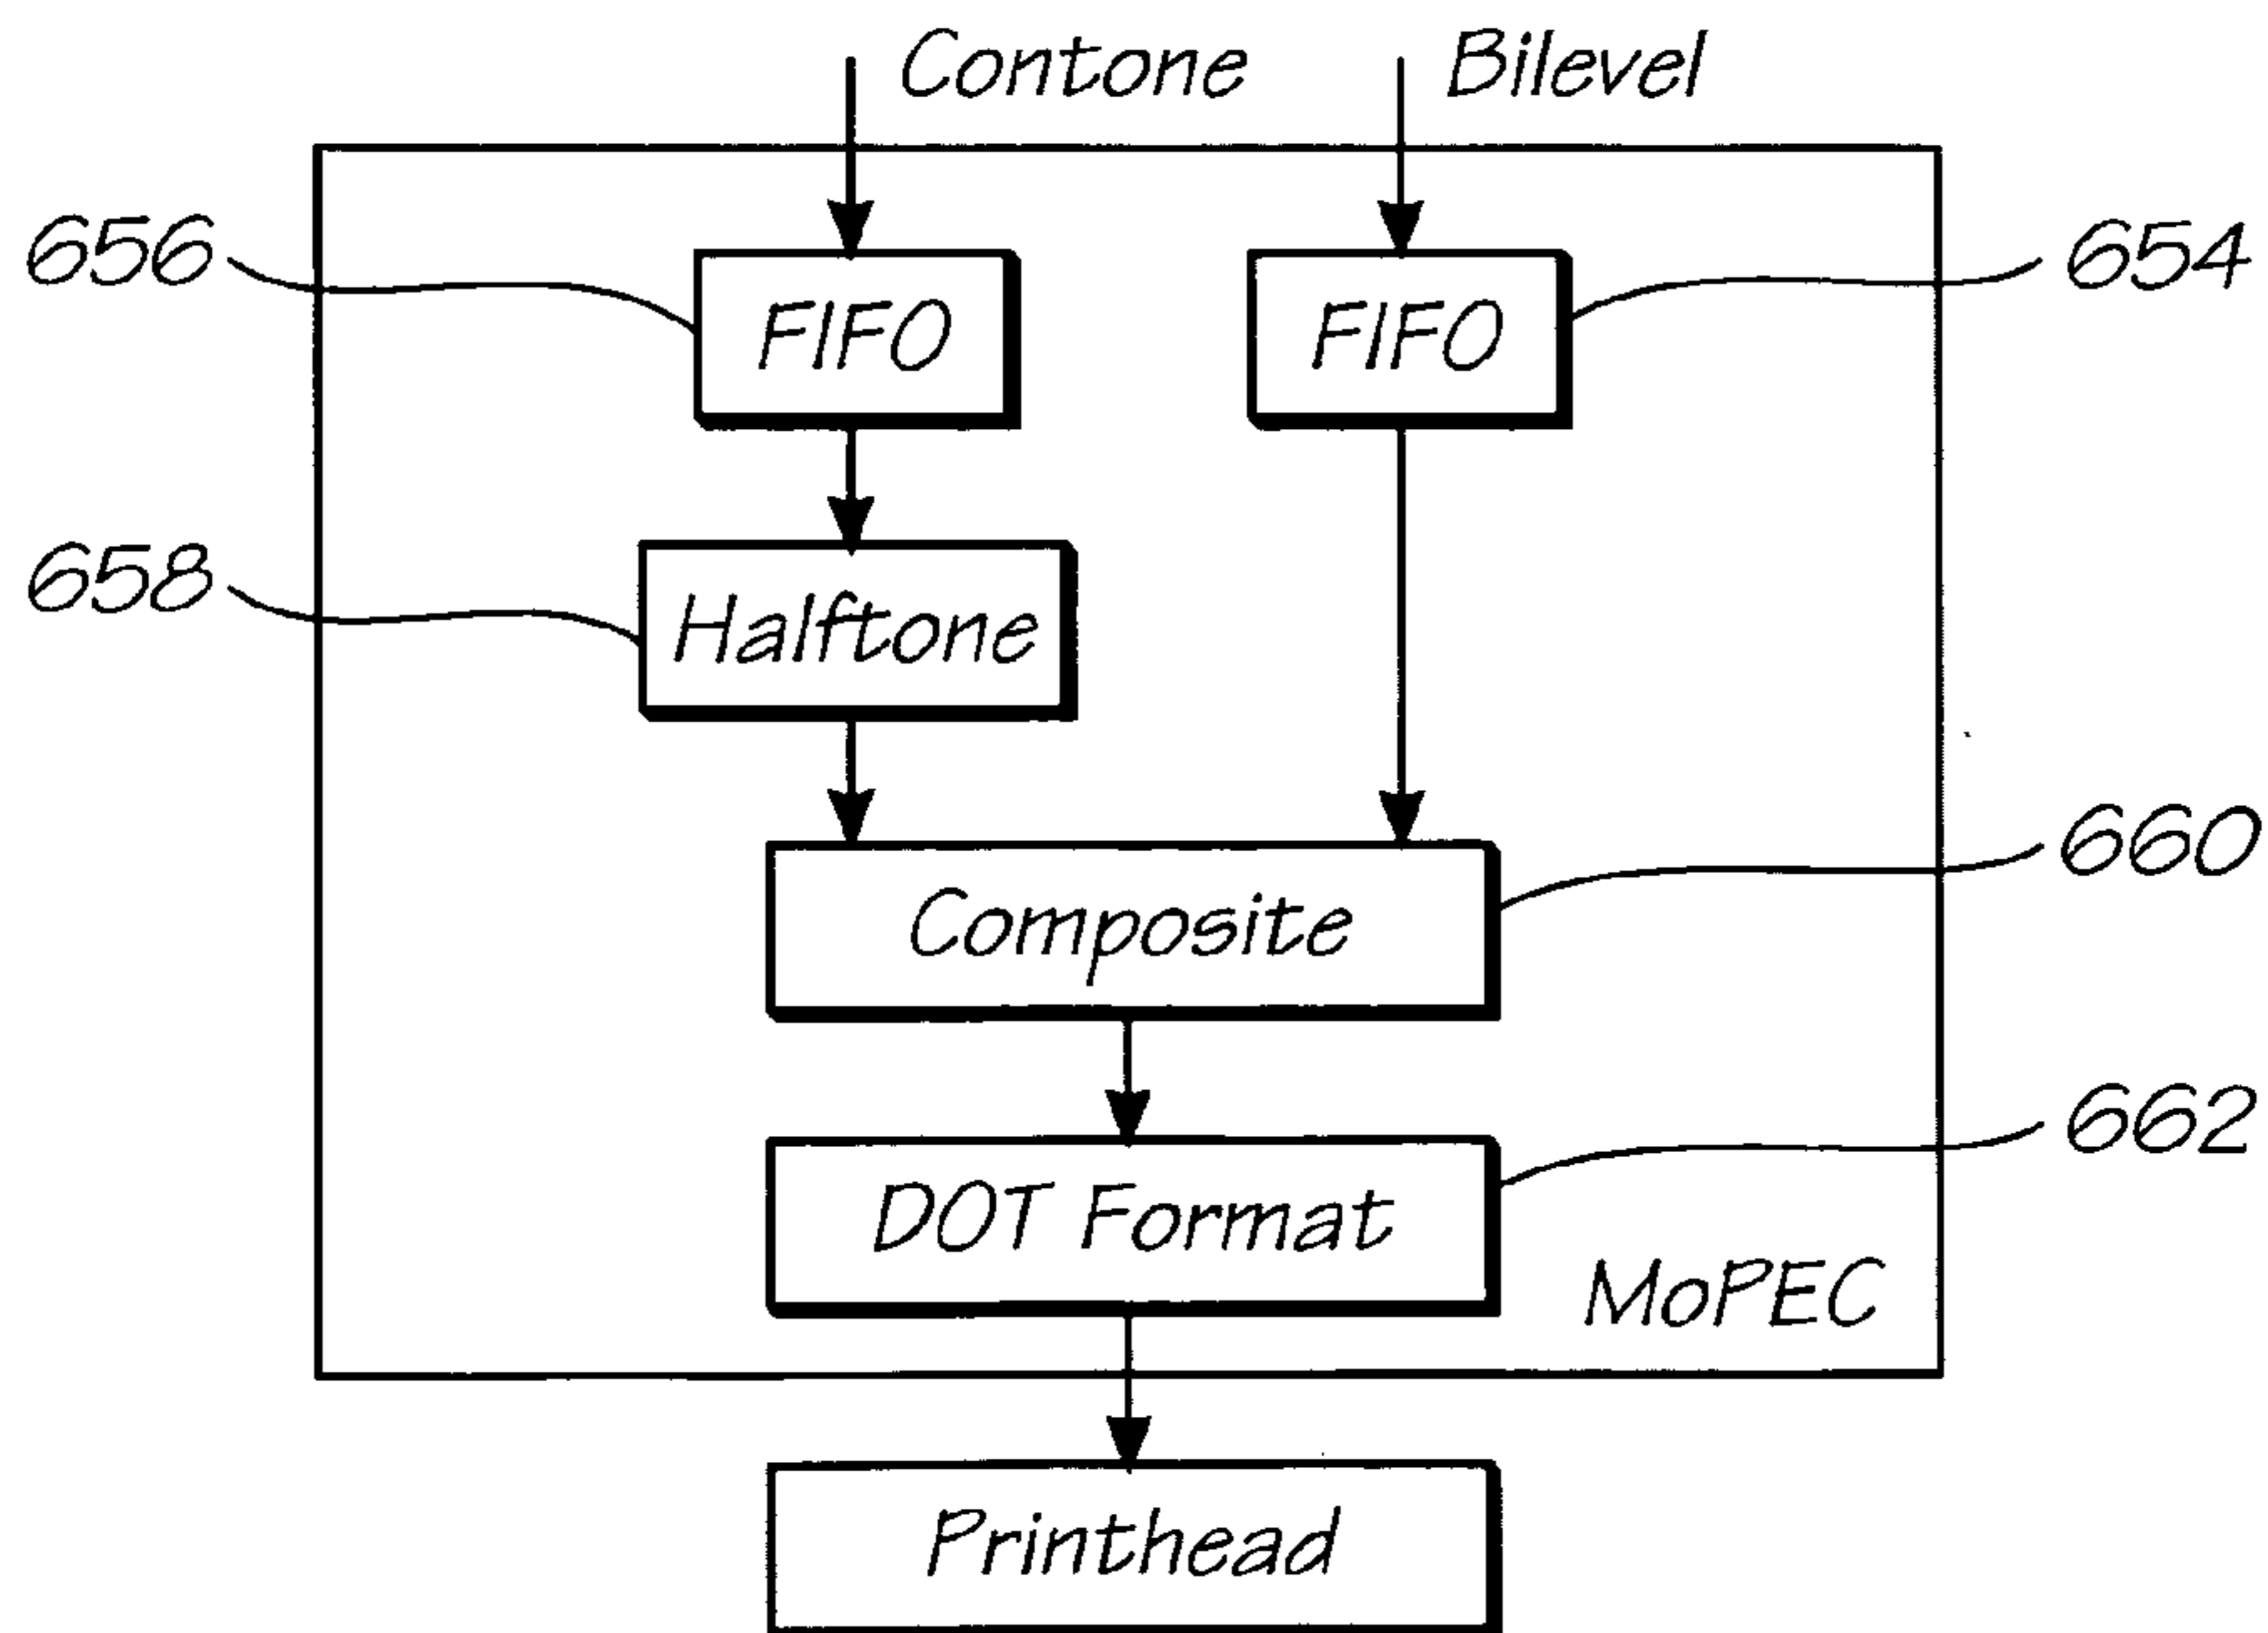 Contone
Bilevel
656
FIFO
FIFO
654
658
Halftone
660
Composite
662
DOT Format
MoPEC
Printhead